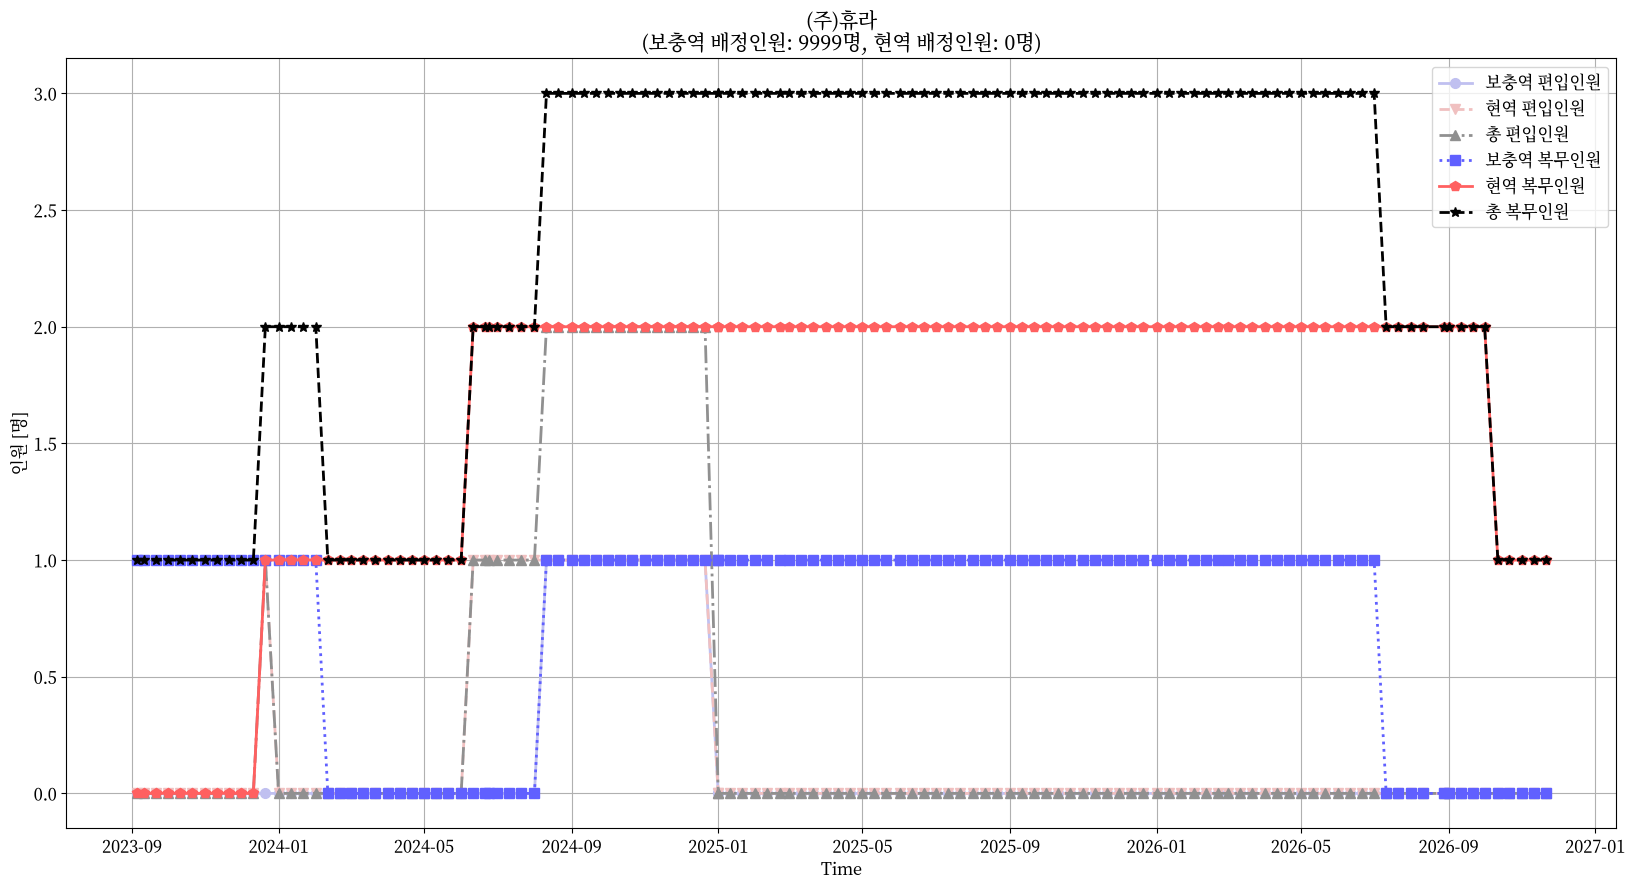 (주)휴라
(보충역 배정인원: 9999명, 현역 배정인원: 0명)
보충역 편입인원
현역 편입인원
총 편입인원
보충역 복무인원
현역 복무인원
총 복무인원
인원 [명]
3.0
2.5
2.0
1.5
1.0
0.5
0.0
2023-09 2024-01 2024-05 2024-09 2025-01 2025-05 2025-09 2026-01 2026-05 2026-09 2027-01
Time